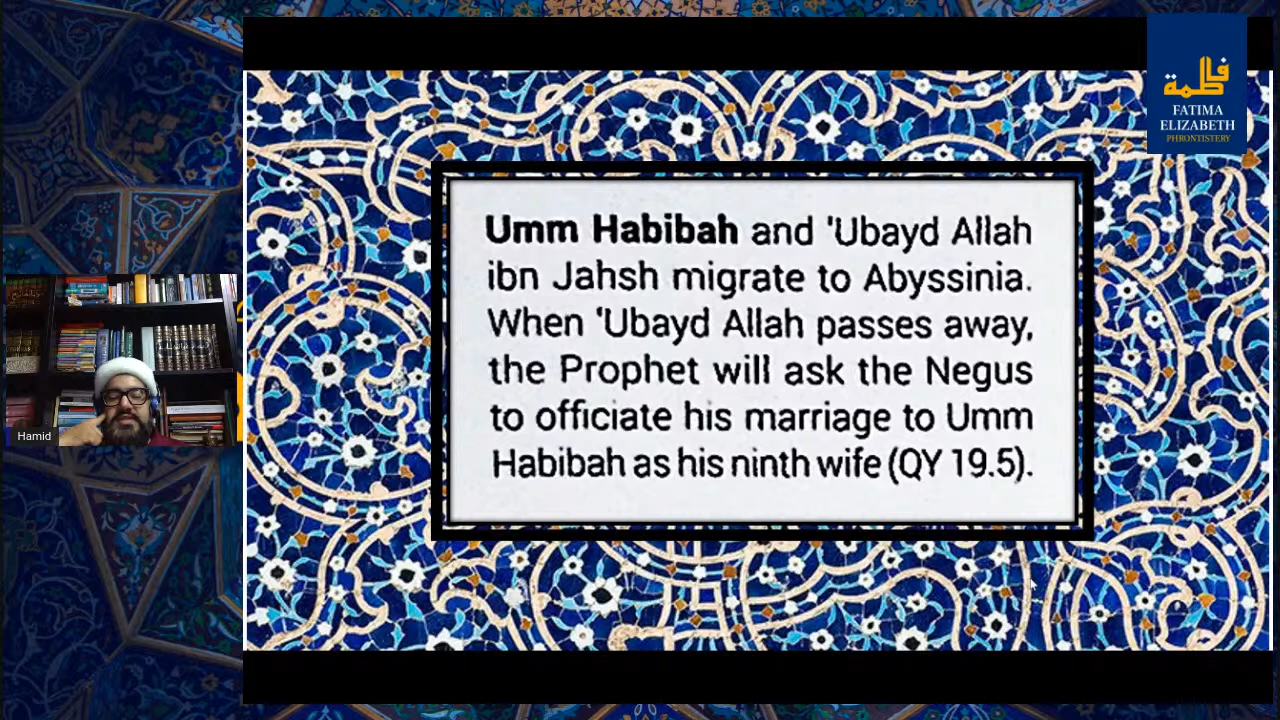 فاطمة
FATIMA
ELIZABETH
PHRONTISTERY
Umm Habibah and 'Ubayd Allah
ibn Jahsh migrate to Abyssinia.
When 'Ubayd Allah passes away,
the Prophet will ask the Negus
to officiate his marriage to Umm
Habibah as his ninth wife (QY 19.5).
Hamid